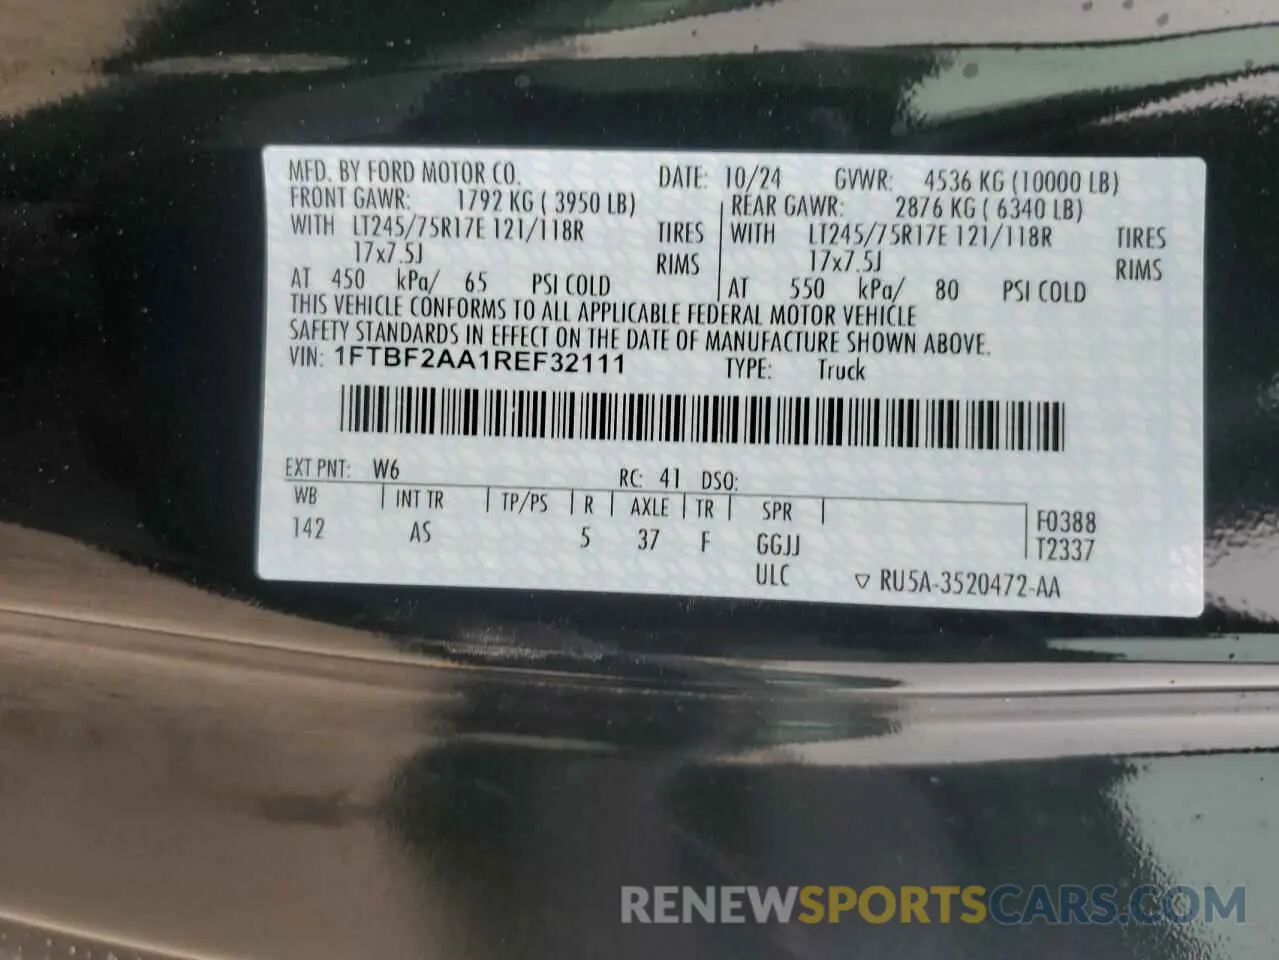 MFD. BY FORD MOTOR CO. DATE: 10/24 GVWR: 4536 KG (10000 LB)
FRONT GAWR: 1792 KG ( 3950 LB) REAR GAWR: 2876 KG ( 6340 LB)
WITH LT245/75R17E 121/118R TIRES WITH LT245/75R17E 121/118R TIRES
17x7.5J RIMS 17x7.5J RIMS
AT 450 kPa/ 65 PSI COLD AT 550 kPa/ 80 PSI COLD
THIS VEHICLE CONFORMS TO ALL APPLICABLE FEDERAL MOTOR VEHICLE
SAFETY STANDARDS IN EFFECT ON THE DATE OF MANUFACTURE SHOWN ABOVE.
VIN: 1FTBF2AA1REF32111 TYPE: Truck
EXT PNT: W6 RC: 41 DSO:
WB INT TR TP/PS R AXLE TR SPR F0388
142 AS 5 37 F GGJJ T2337
ULC ▽ RU5A-3520472-AA
RENEWSPORTSCARS.COM